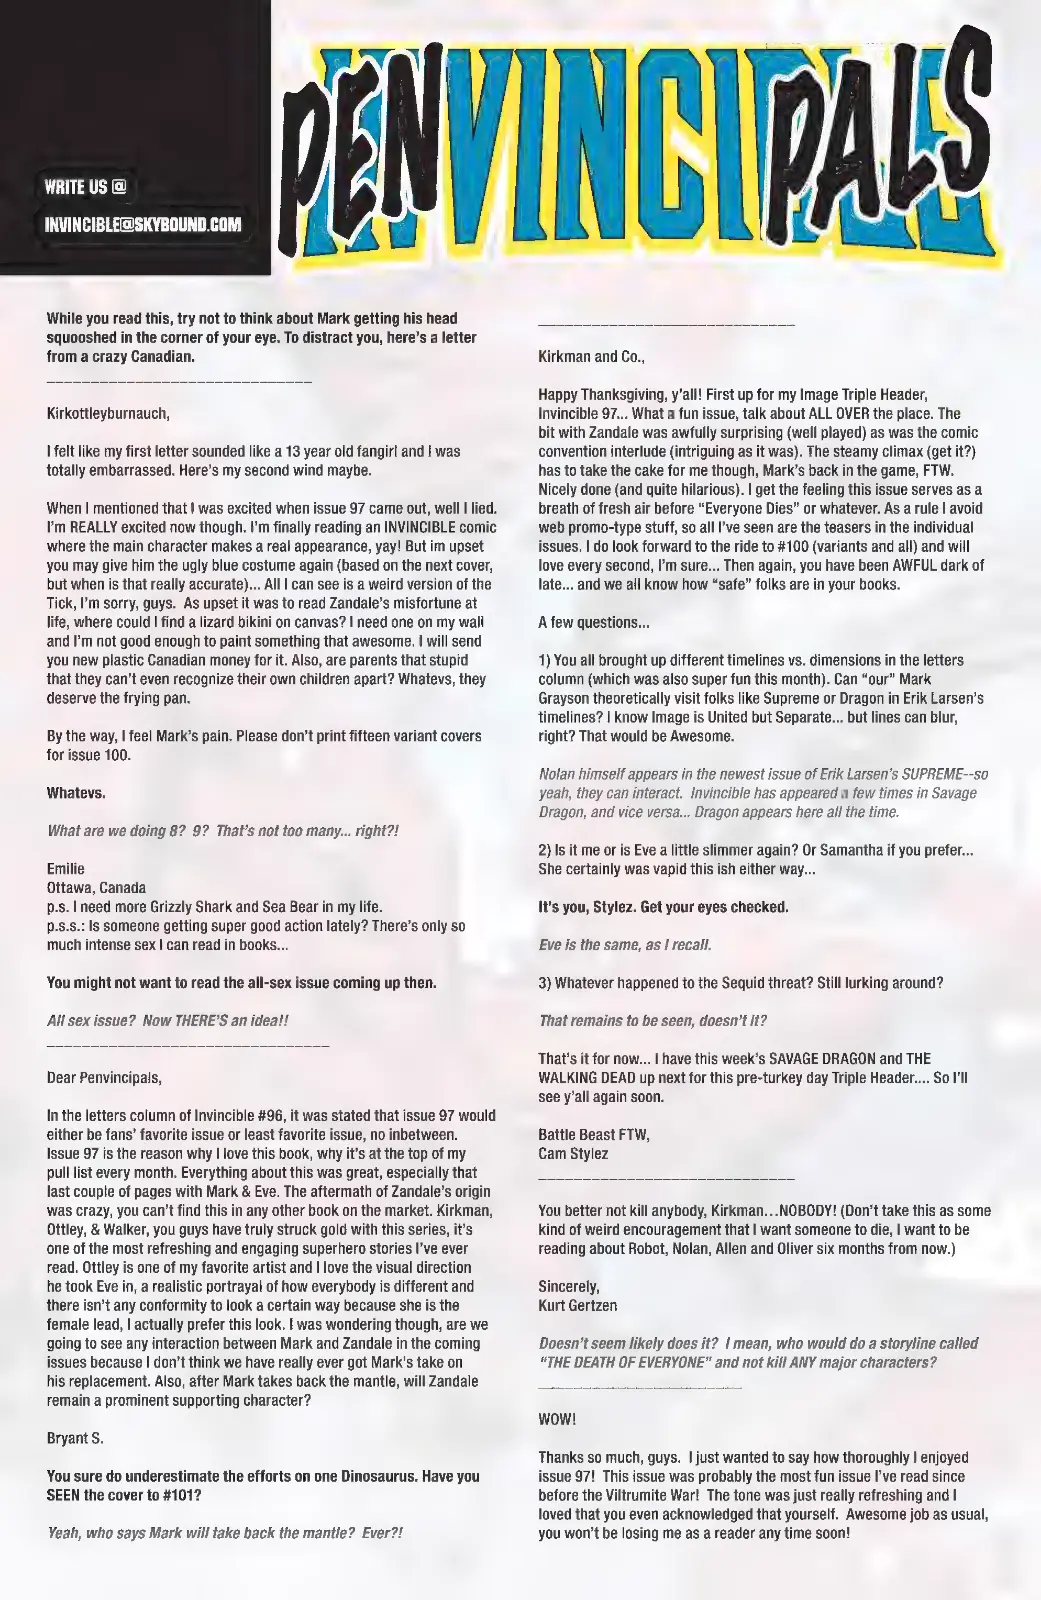 PENVINCIPALS
WRITE US @
INVINCIBLE@SKYBOUND.COM
While you read this, try not to think about Mark getting his head
squooshed in the corner of your eye. To distract you, here's a letter
from a crazy Canadian.
Kirkottleyburnauch,
I felt like my first letter sounded like a 13 year old fangirl and I was
totally embarrassed. Here's my second wind maybe.
When I mentioned that I was excited when issue 97 came out, well I lied.
I'm REALLY excited now though. I'm finally reading an INVINCIBLE comic
where the main character makes a real appearance, yay! But im upset
you may give him the ugly blue costume again (based on the next cover,
but when is that really accurate)... All I can see is a weird version of the
Tick, I'm sorry, guys.  As upset it was to read Zandale's misfortune at
life, where could I find a lizard bikini on canvas? I need one on my wall
and I'm not good enough to paint something that awesome. I will send
you new plastic Canadian money for it. Also, are parents that stupid
that they can't even recognize their own children apart? Whatevs, they
deserve the frying pan.
By the way, I feel Mark's pain. Please don't print fifteen variant covers
for issue 100.
Whatevs.
What are we doing 8?  9?  That's not too many... right?!
Emilie
Ottawa, Canada
p.s. I need more Grizzly Shark and Sea Bear in my life.
p.s.s.: Is someone getting super good action lately? There's only so
much intense sex I can read in books...
You might not want to read the all-sex issue coming up then.
All sex issue?  Now THERE'S an idea!!
Dear Penvincipals,
In the letters column of Invincible #96, it was stated that issue 97 would
either be fans' favorite issue or least favorite issue, no inbetween.
Issue 97 is the reason why I love this book, why it's at the top of my
pull list every month. Everything about this was great, especially that
last couple of pages with Mark & Eve. The aftermath of Zandale's origin
was crazy, you can't find this in any other book on the market. Kirkman,
Ottley, & Walker, you guys have truly struck gold with this series, it's
one of the most refreshing and engaging superhero stories I've ever
read. Ottley is one of my favorite artist and I love the visual direction
he took Eve in, a realistic portrayal of how everybody is different and
there isn't any conformity to look a certain way because she is the
female lead, I actually prefer this look. I was wondering though, are we
going to see any interaction between Mark and Zandale in the coming
issues because I don't think we have really ever got Mark's take on
his replacement. Also, after Mark takes back the mantle, will Zandale
remain a prominent supporting character?
Bryant S.
You sure do underestimate the efforts on one Dinosaurus. Have you
SEEN the cover to #101?
Yeah, who says Mark will take back the mantle?  Ever?!
Kirkman and Co.,
Happy Thanksgiving, y'all! First up for my Image Triple Header,
Invincible 97... What a fun issue, talk about ALL OVER the place. The
bit with Zandale was awfully surprising (well played) as was the comic
convention interlude (intriguing as it was). The steamy climax (get it?)
has to take the cake for me though, Mark's back in the game, FTW.
Nicely done (and quite hilarious). I get the feeling this issue serves as a
breath of fresh air before "Everyone Dies" or whatever. As a rule I avoid
web promo-type stuff, so all I've seen are the teasers in the individual
issues. I do look forward to the ride to #100 (variants and all) and will
love every second, I'm sure... Then again, you have been AWFUL dark of
late... and we all know how "safe" folks are in your books.
A few questions...
1) You all brought up different timelines vs. dimensions in the letters
column (which was also super fun this month). Can "our" Mark
Grayson theoretically visit folks like Supreme or Dragon in Erik Larsen's
timelines? I know Image is United but Separate... but lines can blur,
right? That would be Awesome.
Nolan himself appears in the newest issue of Erik Larsen's SUPREME--so
yeah, they can interact.  Invincible has appeared a few times in Savage
Dragon, and vice versa... Dragon appears here all the time.
2) Is it me or is Eve a little slimmer again? Or Samantha if you prefer...
She certainly was vapid this ish either way...
It's you, Stylez. Get your eyes checked.
Eve is the same, as I recall.
3) Whatever happened to the Sequid threat? Still lurking around?
That remains to be seen, doesn't it?
That's it for now... I have this week's SAVAGE DRAGON and THE
WALKING DEAD up next for this pre-turkey day Triple Header.... So I'll
see y'all again soon.
Battle Beast FTW,
Cam Stylez
You better not kill anybody, Kirkman...NOBODY! (Don't take this as some
kind of weird encouragement that I want someone to die, I want to be
reading about Robot, Nolan, Allen and Oliver six months from now.)
Sincerely,
Kurt Gertzen
Doesn't seem likely does it?  I mean, who would do a storyline called
"THE DEATH OF EVERYONE" and not kill ANY major characters?
WOW!
Thanks so much, guys.  I just wanted to say how thoroughly I enjoyed
issue 97!  This issue was probably the most fun issue I've read since
before the Viltrumite War!  The tone was just really refreshing and I
loved that you even acknowledged that yourself.  Awesome job as usual,
you won't be losing me as a reader any time soon!